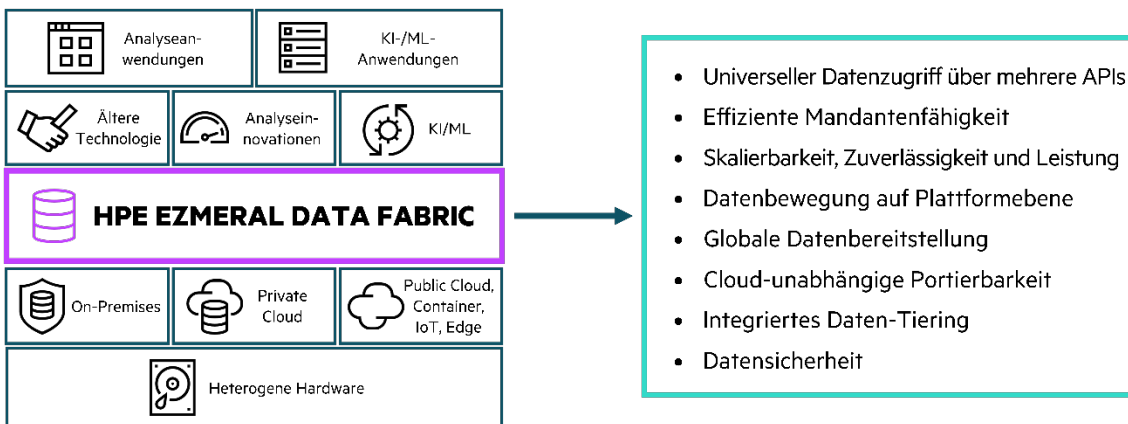 Analysean-
wendungen
KI-/ML-
Anwendungen
Ältere
Technologie
Analysein-
novationen
KI/ML
HPE EZMERAL DATA FABRIC
On-Premises
Private
Cloud
Public Cloud,
Container,
IoT, Edge
Heterogene Hardware
• Universeller Datenzugriff über mehrere APIs
• Effiziente Mandantenfähigkeit
• Skalierbarkeit, Zuverlässigkeit und Leistung
• Datenbewegung auf Plattformebene
• Globale Datenbereitstellung
• Cloud-unabhängige Portierbarkeit
• Integriertes Daten-Tiering
• Datensicherheit